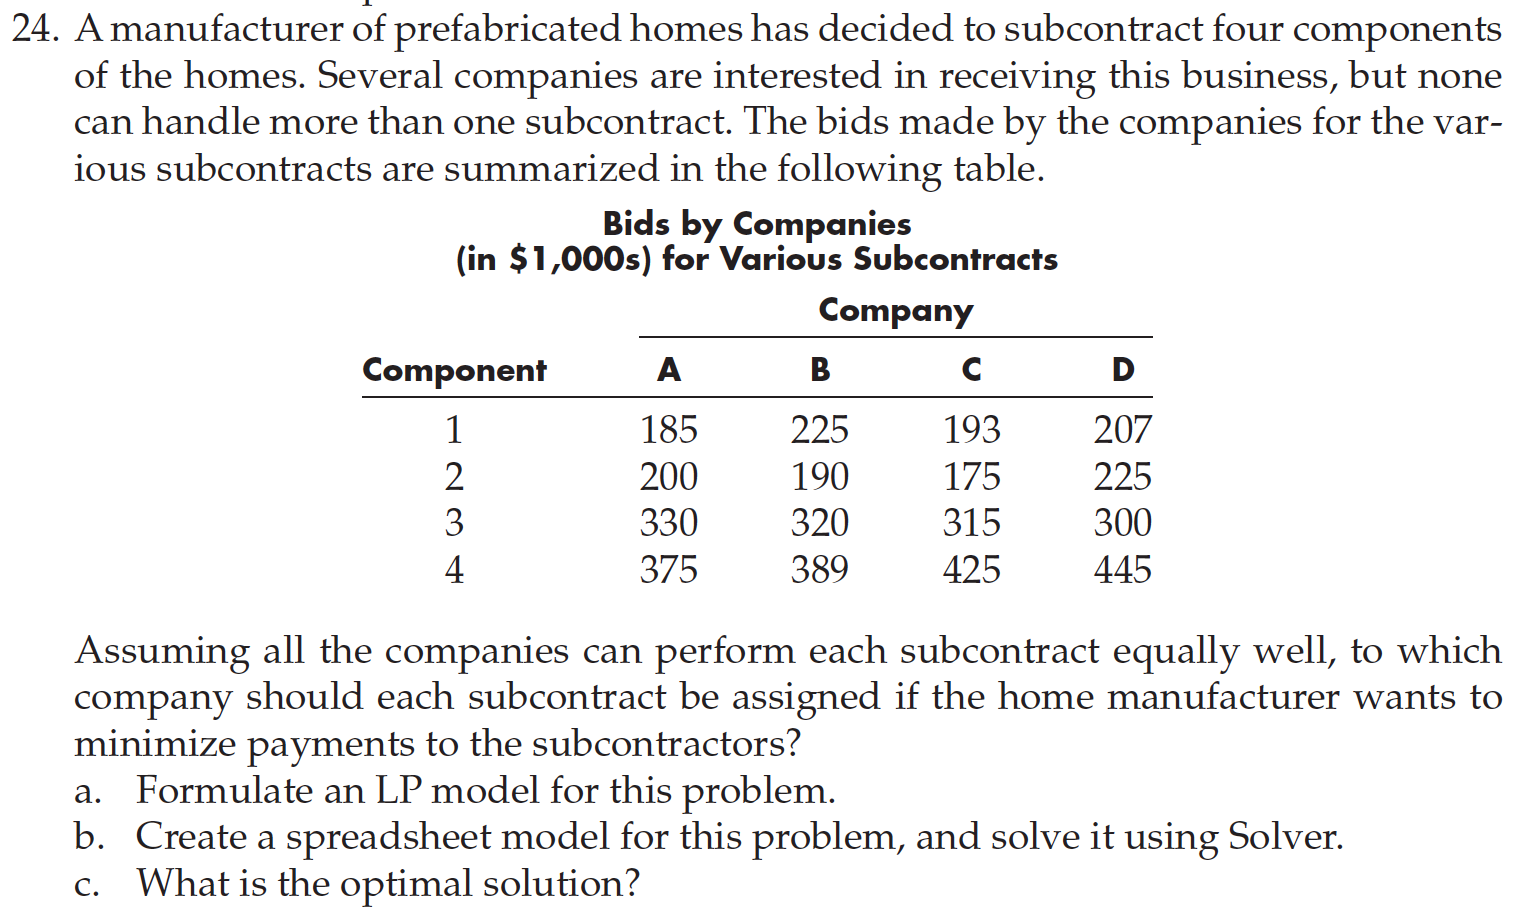 24. A manufacturer of prefabricated homes has decided to subcontract four components
of the homes. Several companies are interested in receiving this business, but none
can handle more than one subcontract. The bids made by the companies for the var-
ious subcontracts are summarized in the following table.
Bids by Companies
(in $1,000s) for Various Subcontracts
Company
Component A B C D
1 185 225 193 207
2 200 190 175 225
3 330 320 315 300
4 375 389 425 445
Assuming all the companies can perform each subcontract equally well, to which
company should each subcontract be assigned if the home manufacturer wants to
minimize payments to the subcontractors?
a. Formulate an LP model for this problem.
b. Create a spreadsheet model for this problem, and solve it using Solver.
c. What is the optimal solution?